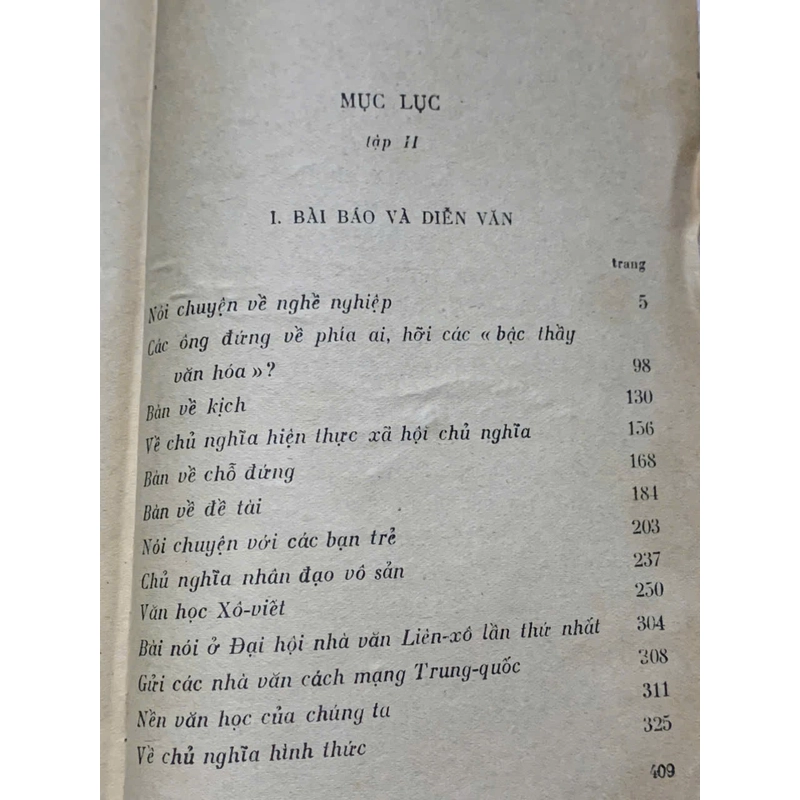 MỤC LỤC
tập II
I. BÀI BÁO VÀ DIỄN VĂN
trang
Nói chuyện về nghề nghiệp 5
Các ông đứng về phía ai, hỡi các « bậc thầy
văn hóa » ? 98
Bàn về kịch 130
Về chủ nghĩa hiện thực xã hội chủ nghĩa 156
Bàn về chỗ đứng 168
Bàn về đề tài 184
Nói chuyện với các bạn trẻ 203
Chủ nghĩa nhân đạo vô sản 237
Văn học Xô-viết 250
Bài nói ở Đại hội nhà văn Liên-xô lần thứ nhất 304
Gửi các nhà văn cách mạng Trung-quốc 308
Nền văn học của chúng ta 311
Về chủ nghĩa hình thức 325
409